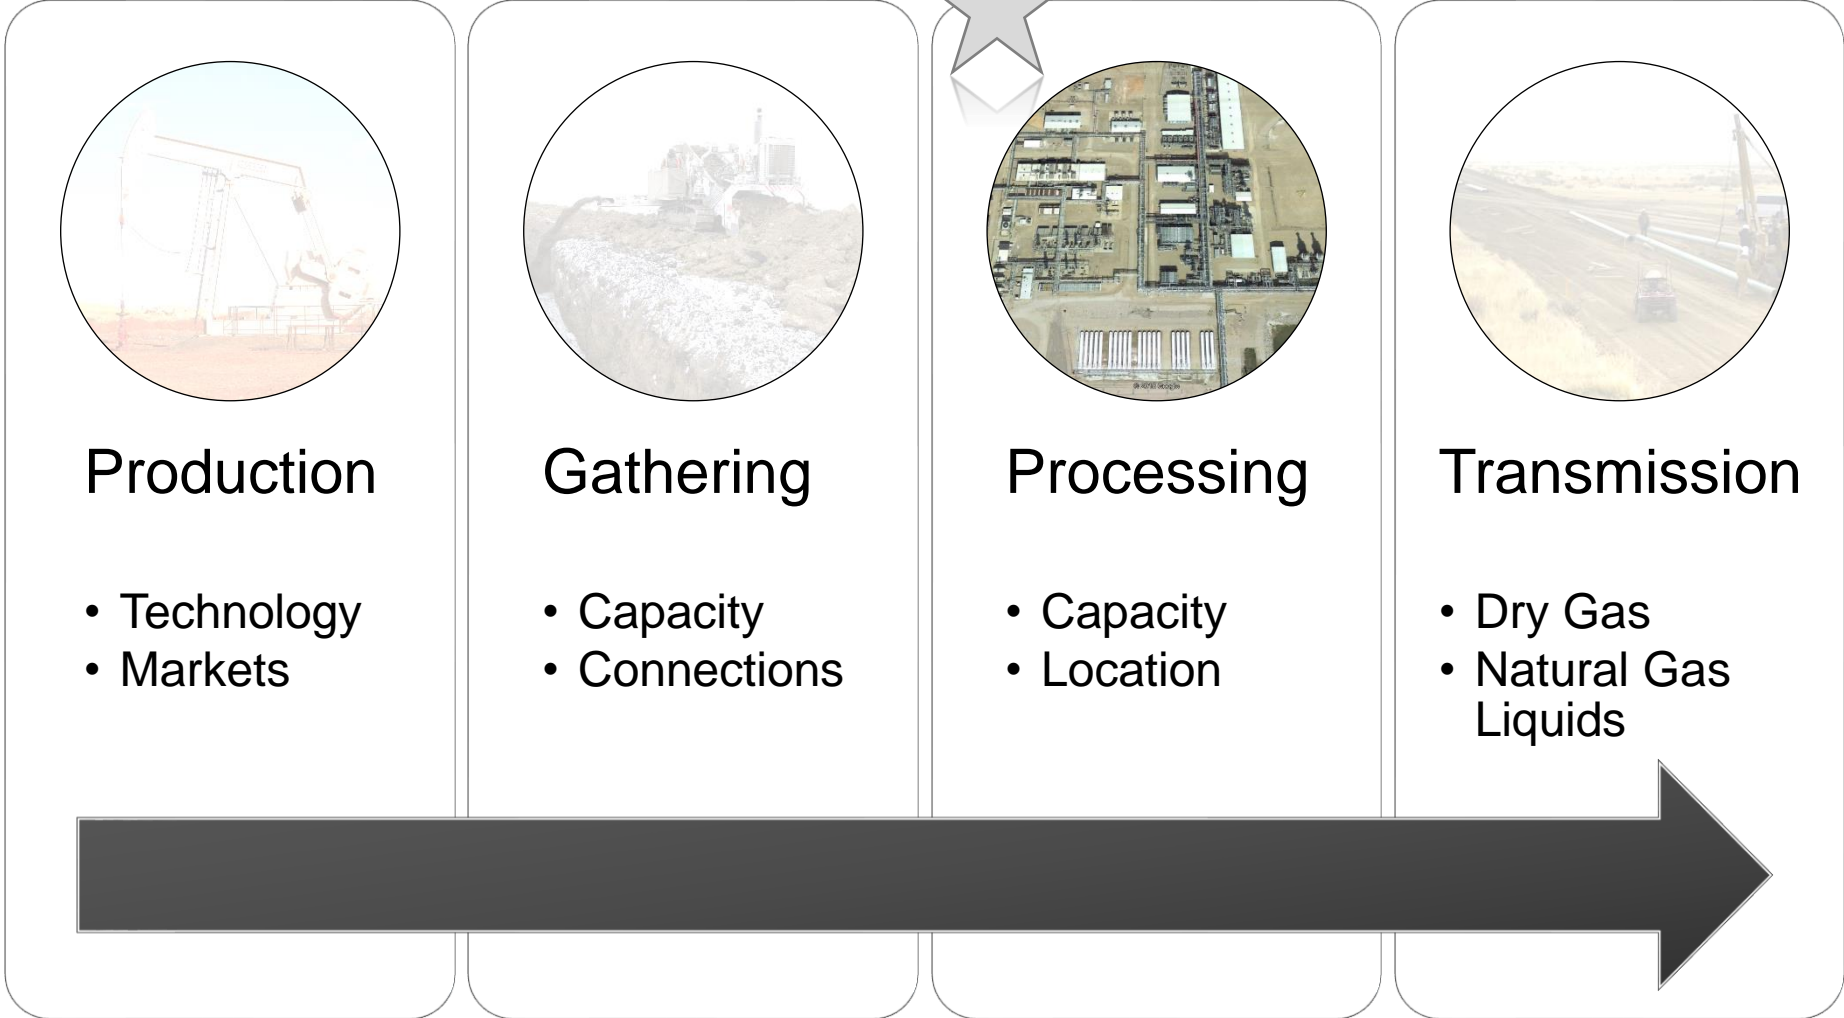 Production
Gathering
Processing
Transmission
• Technology
• Markets
• Capacity
• Connections
• Capacity
• Location
• Dry Gas
• Natural Gas
Liquids